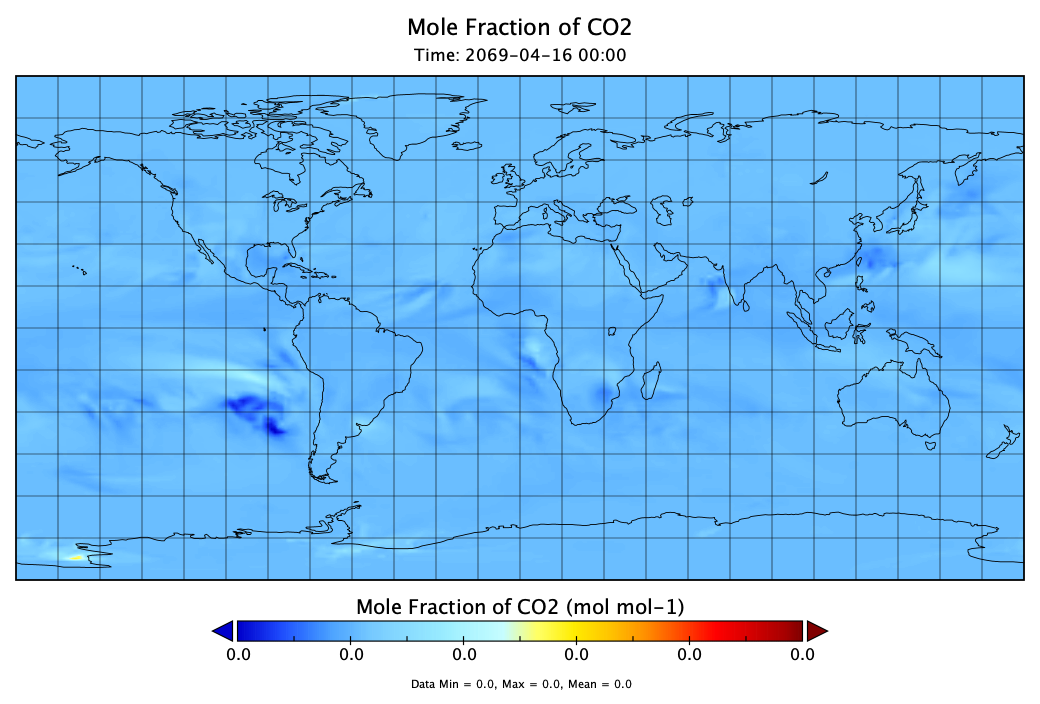 Mole Fraction of CO2
Time: 2069-04-16 00:00
Mole Fraction of CO2 (mol mol-1)
0.0 0.0 0.0 0.0 0.0 0.0
Data Min = 0.0, Max = 0.0, Mean = 0.0